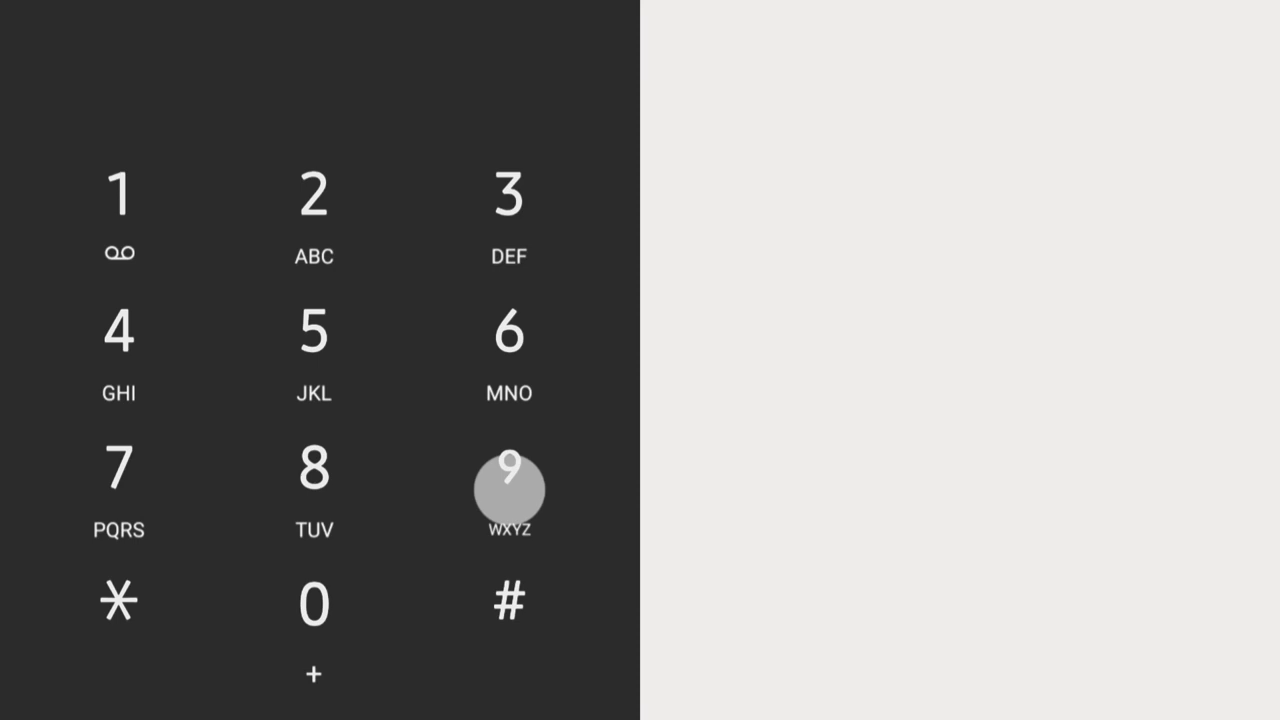 1 2 3
ABC DEF
4 5 6
GHI JKL MNO
7 8 9
PQRS TUV WXYZ
* 0 #
+